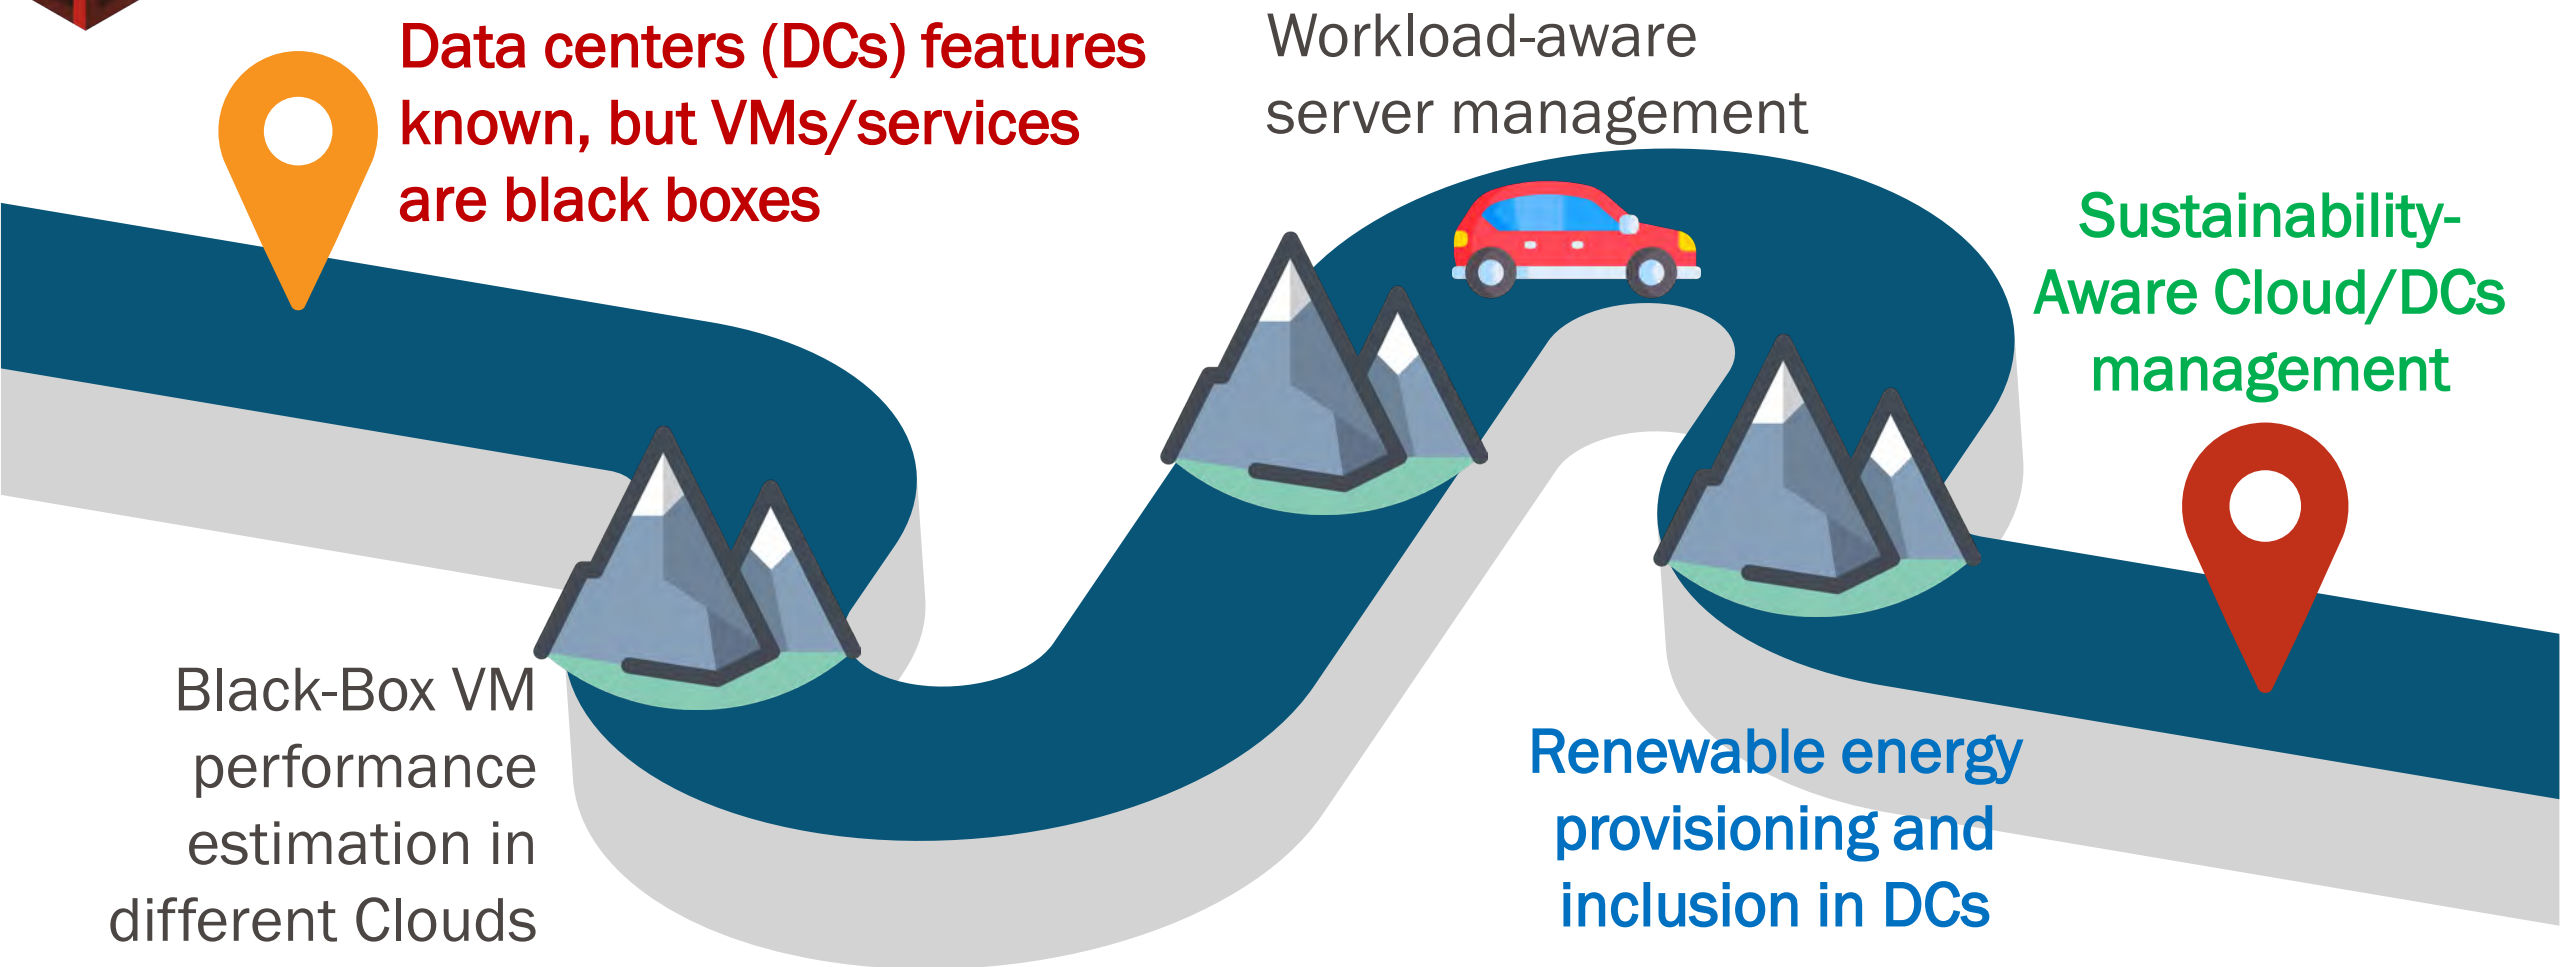 Data centers (DCs) features
known, but VMs/services
are black boxes
Workload-aware
server management
Sustainability-
Aware Cloud/DCs
management
Black-Box VM
performance
estimation in
different Clouds
Renewable energy
provisioning and
inclusion in DCs